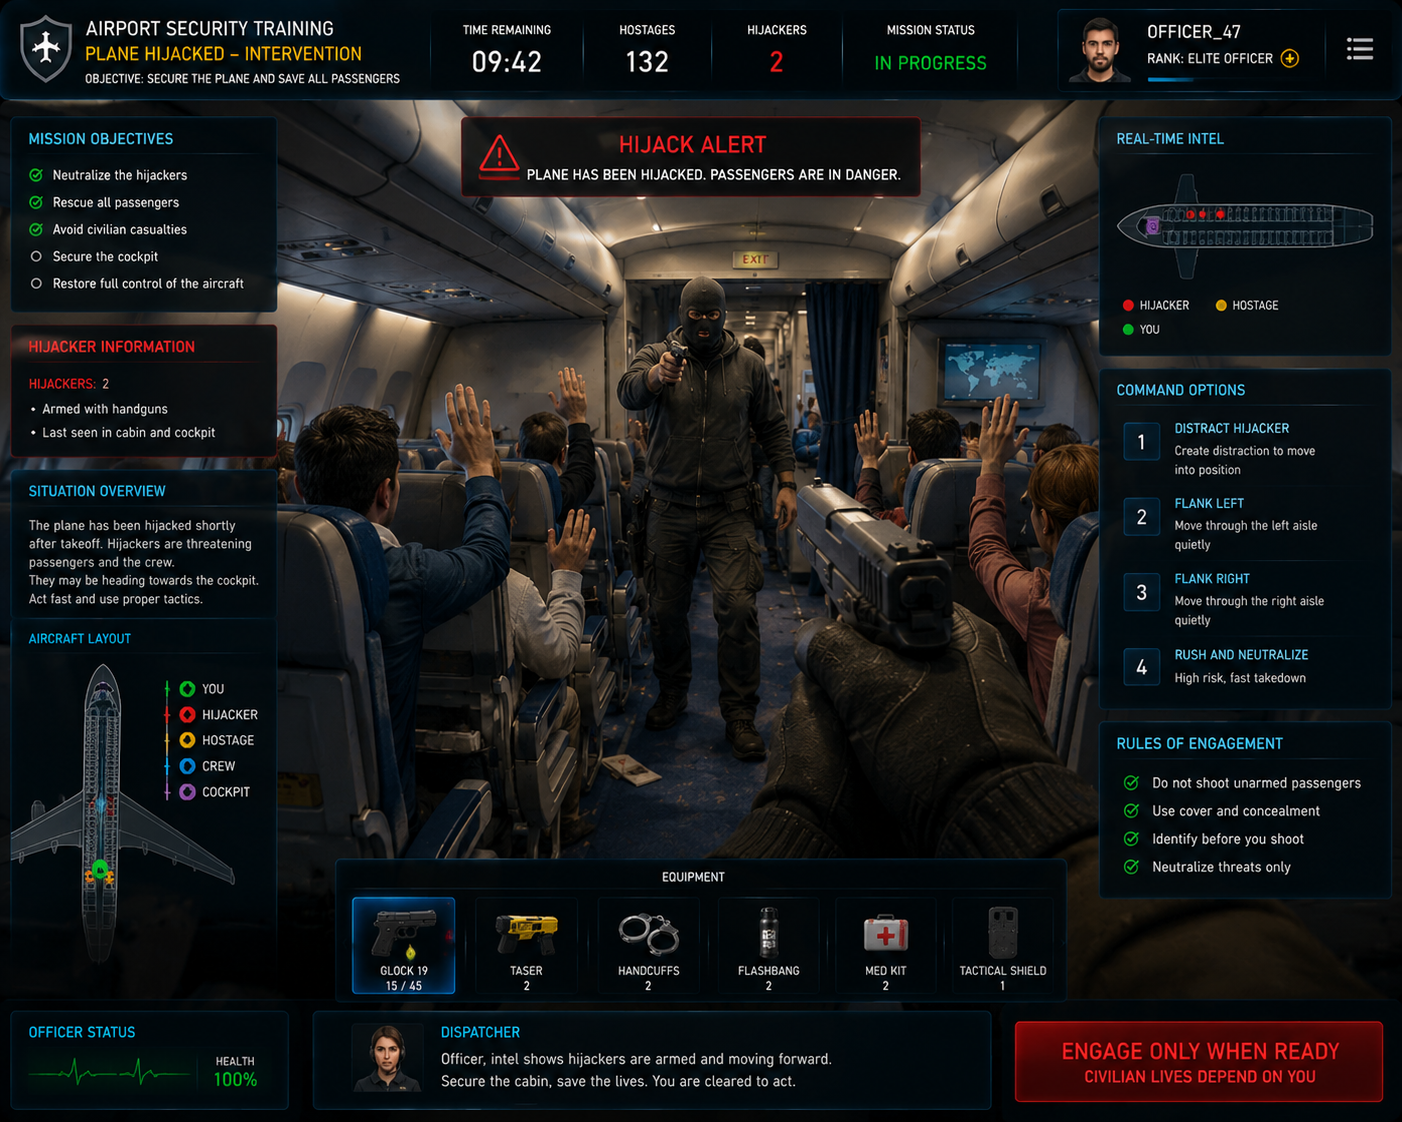 AIRPORT SECURITY TRAINING
PLANE HIJACKED – INTERVENTION
OBJECTIVE: SECURE THE PLANE AND SAVE ALL PASSENGERS
TIME REMAINING
09:42
HOSTAGES
132
HIJACKERS
2
MISSION STATUS
IN PROGRESS
OFFICER_47
RANK: ELITE OFFICER
MISSION OBJECTIVES
Neutralize the hijackers
Rescue all passengers
Avoid civilian casualties
Secure the cockpit
Restore full control of the aircraft
HIJACKER INFORMATION
HIJACKERS: 2
• Armed with handguns
• Last seen in cabin and cockpit
SITUATION OVERVIEW
The plane has been hijacked shortly
after takeoff. Hijackers are threatening
passengers and the crew.
They may be heading towards the cockpit.
Act fast and use proper tactics.
AIRCRAFT LAYOUT
YOU
HIJACKER
HOSTAGE
CREW
COCKPIT
HIJACK ALERT
PLANE HAS BEEN HIJACKED. PASSENGERS ARE IN DANGER.
EXIT
REAL-TIME INTEL
HIJACKER
HOSTAGE
YOU
COMMAND OPTIONS
1
DISTRACT HIJACKER
Create distraction to move
into position
2
FLANK LEFT
Move through the left aisle
quietly
3
FLANK RIGHT
Move through the right aisle
quietly
4
RUSH AND NEUTRALIZE
High risk, fast takedown
RULES OF ENGAGEMENT
Do not shoot unarmed passengers
Use cover and concealment
Identify before you shoot
Neutralize threats only
EQUIPMENT
GLOCK 19
15 / 45
TASER
2
HANDCUFFS
2
FLASHBANG
2
MED KIT
2
TACTICAL SHIELD
1
OFFICER STATUS
HEALTH
100%
DISPATCHER
Officer, intel shows hijackers are armed and moving forward.
Secure the cabin, save the lives. You are cleared to act.
ENGAGE ONLY WHEN READY
CIVILIAN LIVES DEPEND ON YOU